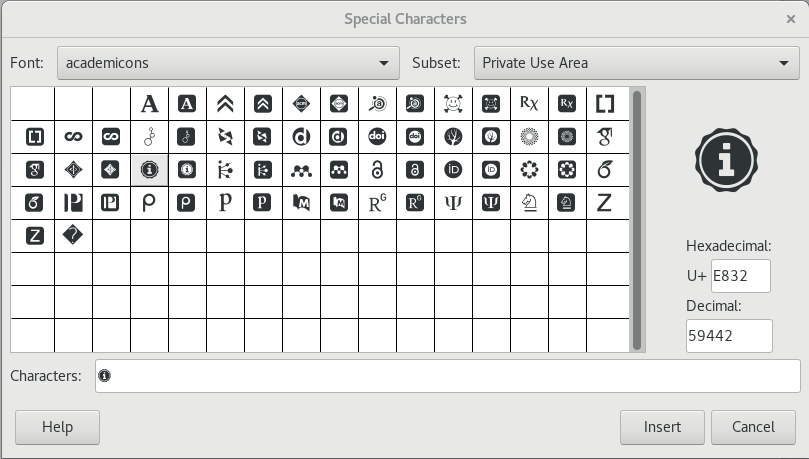 Special Characters ×
Font: academicons Subset: Private Use Area
Hexadecimal:
U+ E832
Decimal:
59442
Characters:
Help Insert Cancel